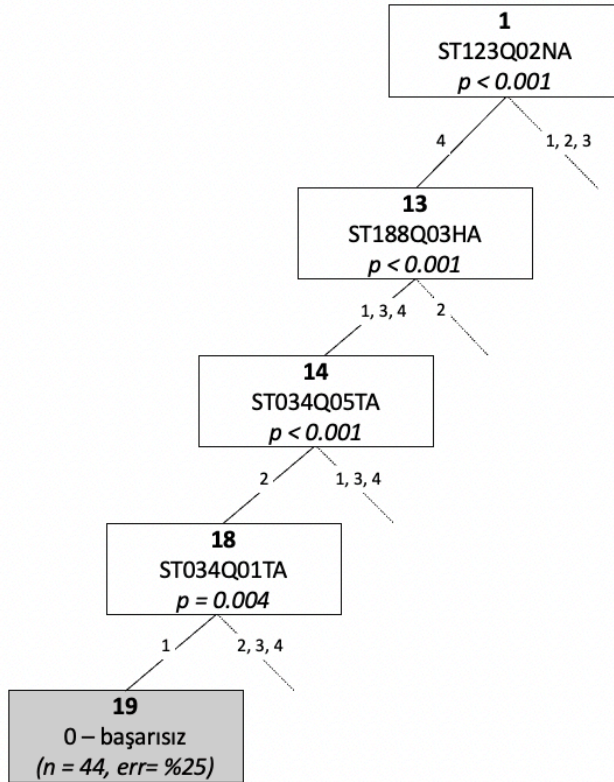 1
ST123Q02NA
p < 0.001
4
1, 2, 3
13
ST188Q03HA
p < 0.001
1, 3, 4
2
14
ST034Q05TA
p < 0.001
2
1, 3, 4
18
ST034Q01TA
p = 0.004
1
2, 3, 4
19
0 – başarısız
(n = 44, err= %25)